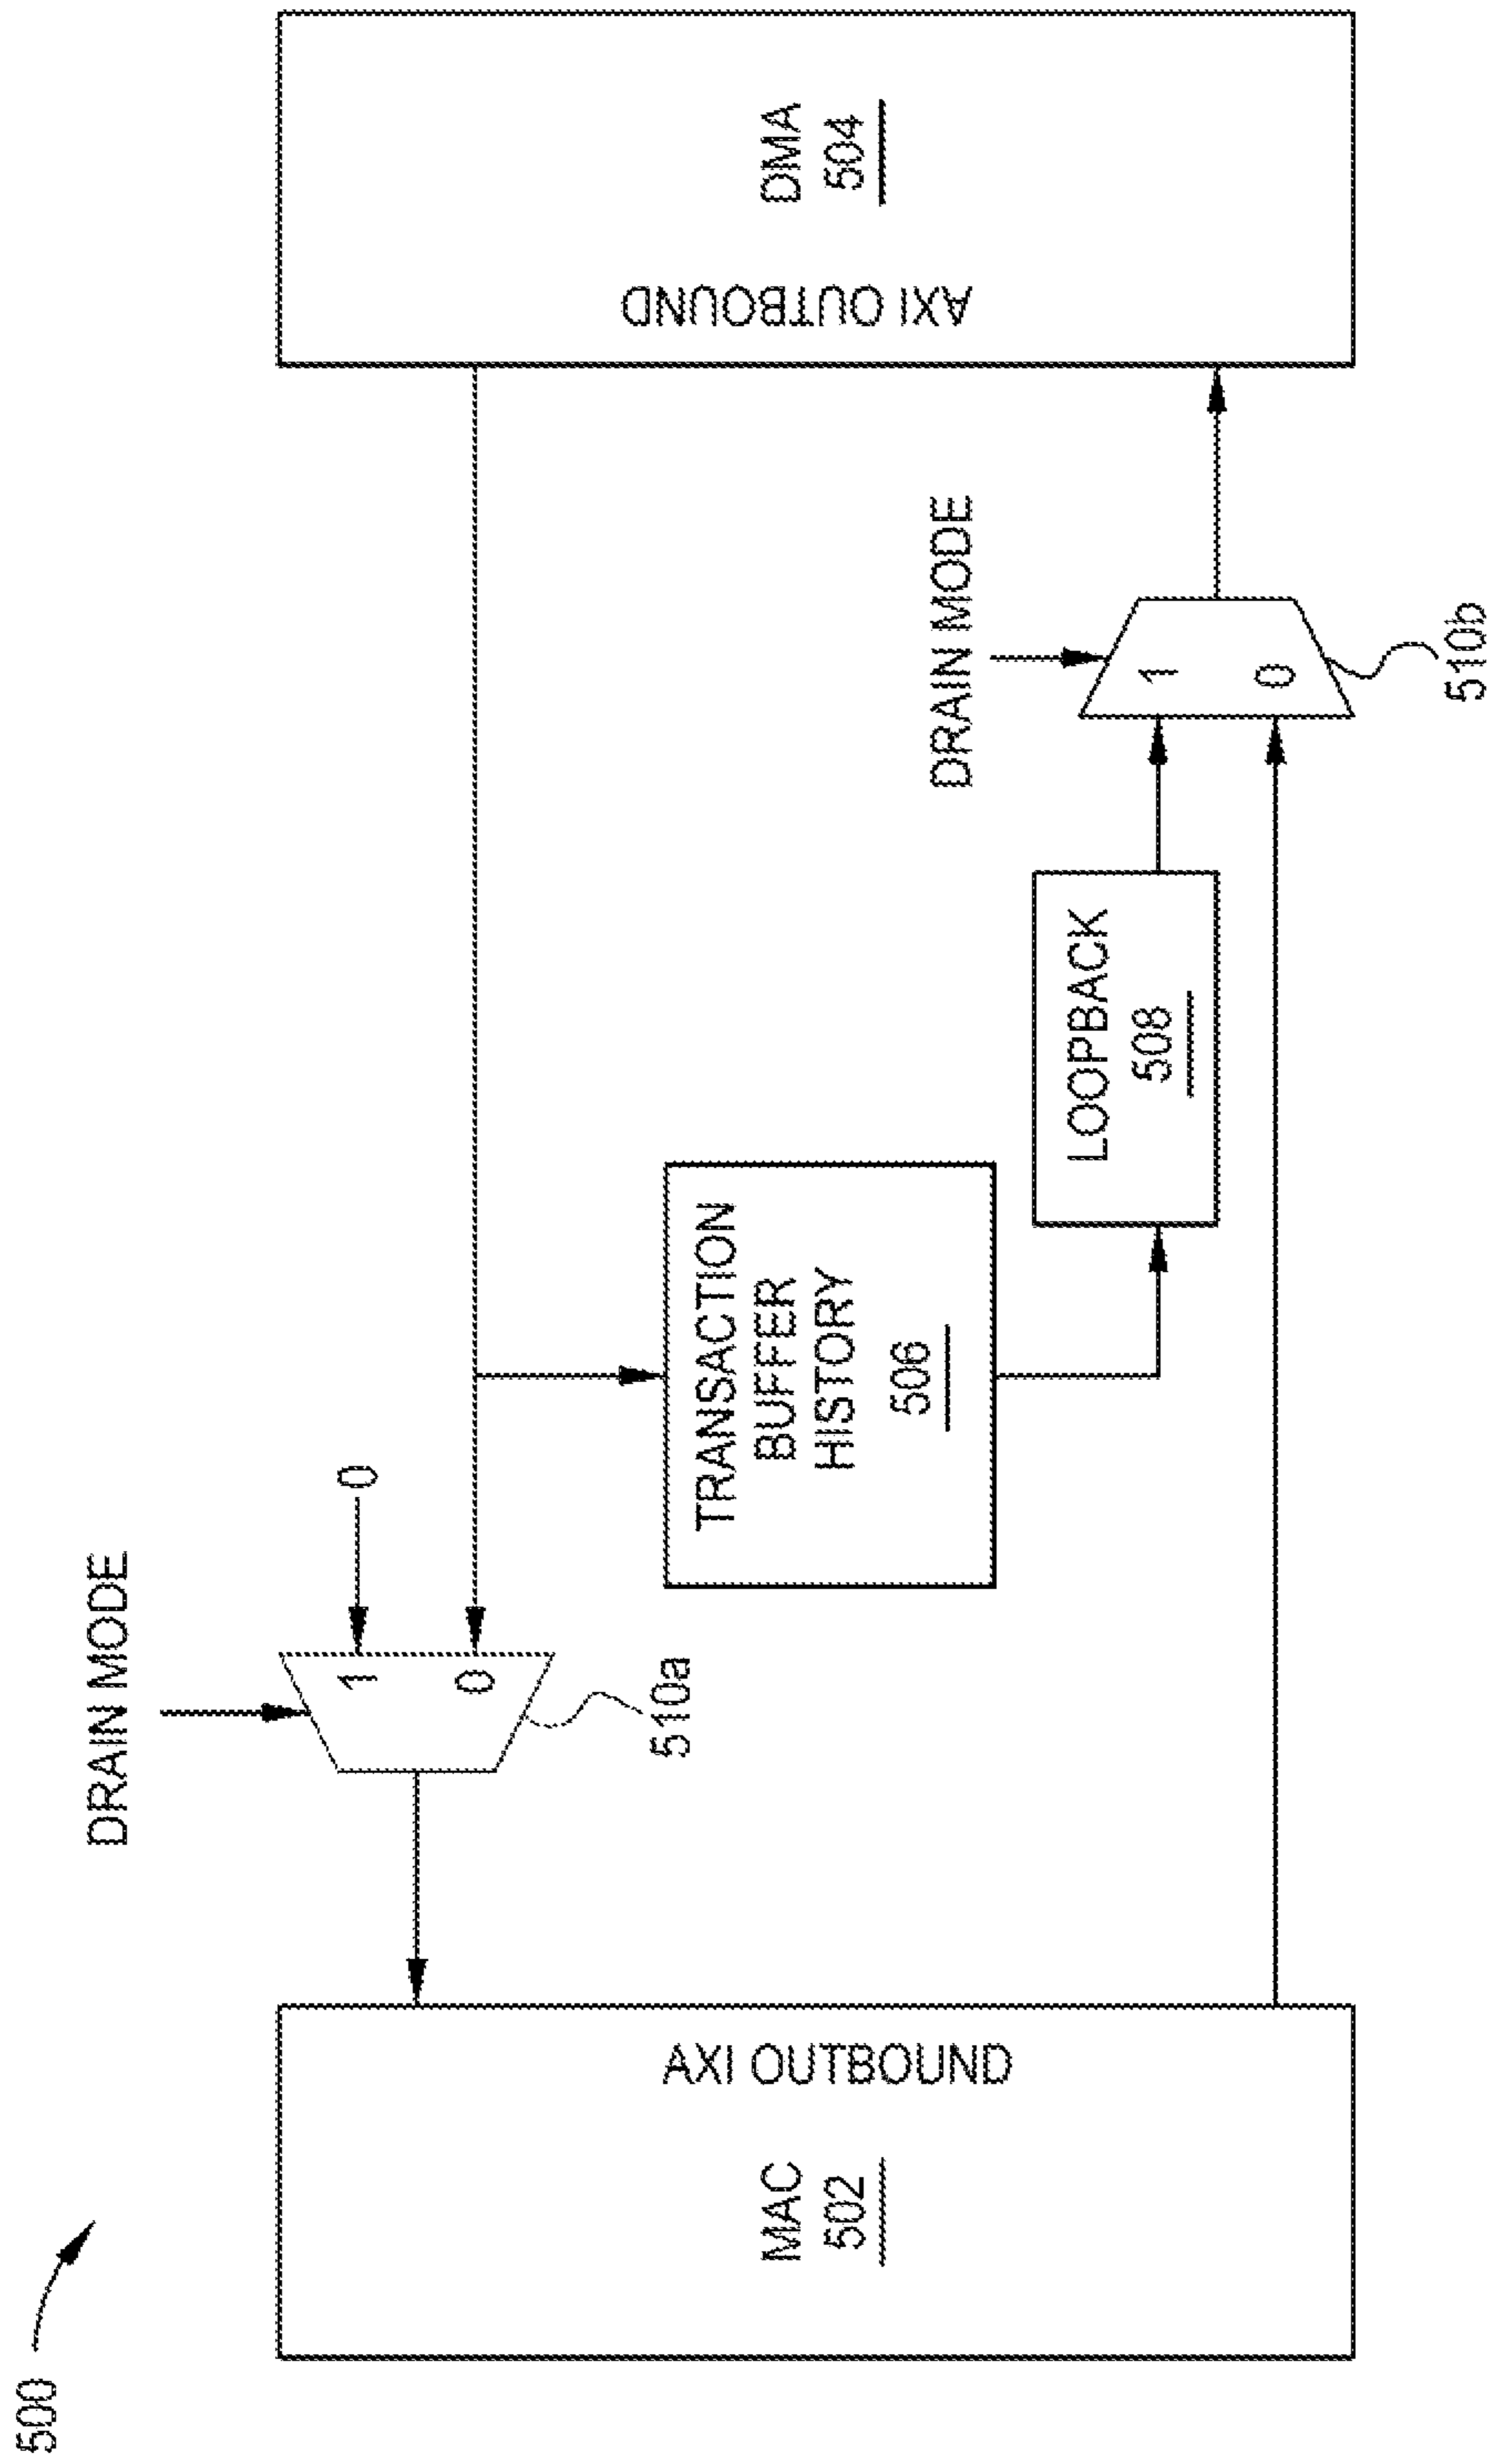 500
DRAIN MODE
0
1
0
510a
MAC
502
AXI OUTBOUND
TRANSACTION
BUFFER
HISTORY
506
LOOPBACK
508
DRAIN MODE
1
0
510b
AXI OUTBOUND
DMA
504